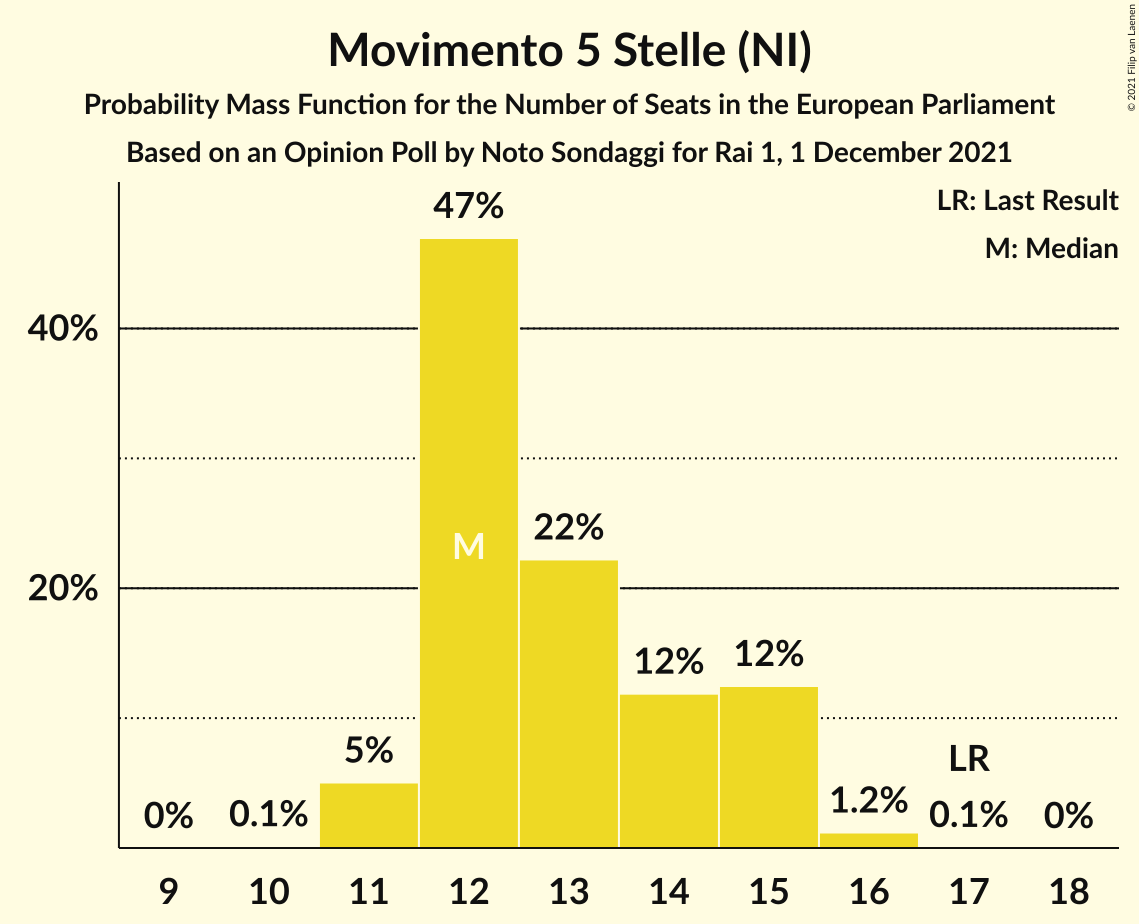 Movimento 5 Stelle (NI)
Probability Mass Function for the Number of Seats in the European Parliament
Based on an Opinion Poll by Noto Sondaggi for Rai 1, 1 December 2021
© 2021 Filip van Laenen
LR: Last Result
M: Median
47%
40%
M
22%
20%
12%
12%
5%
LR
0%
0.1%
1.2%
0.1%
0%
9 10 11 12 13 14 15 16 17 18